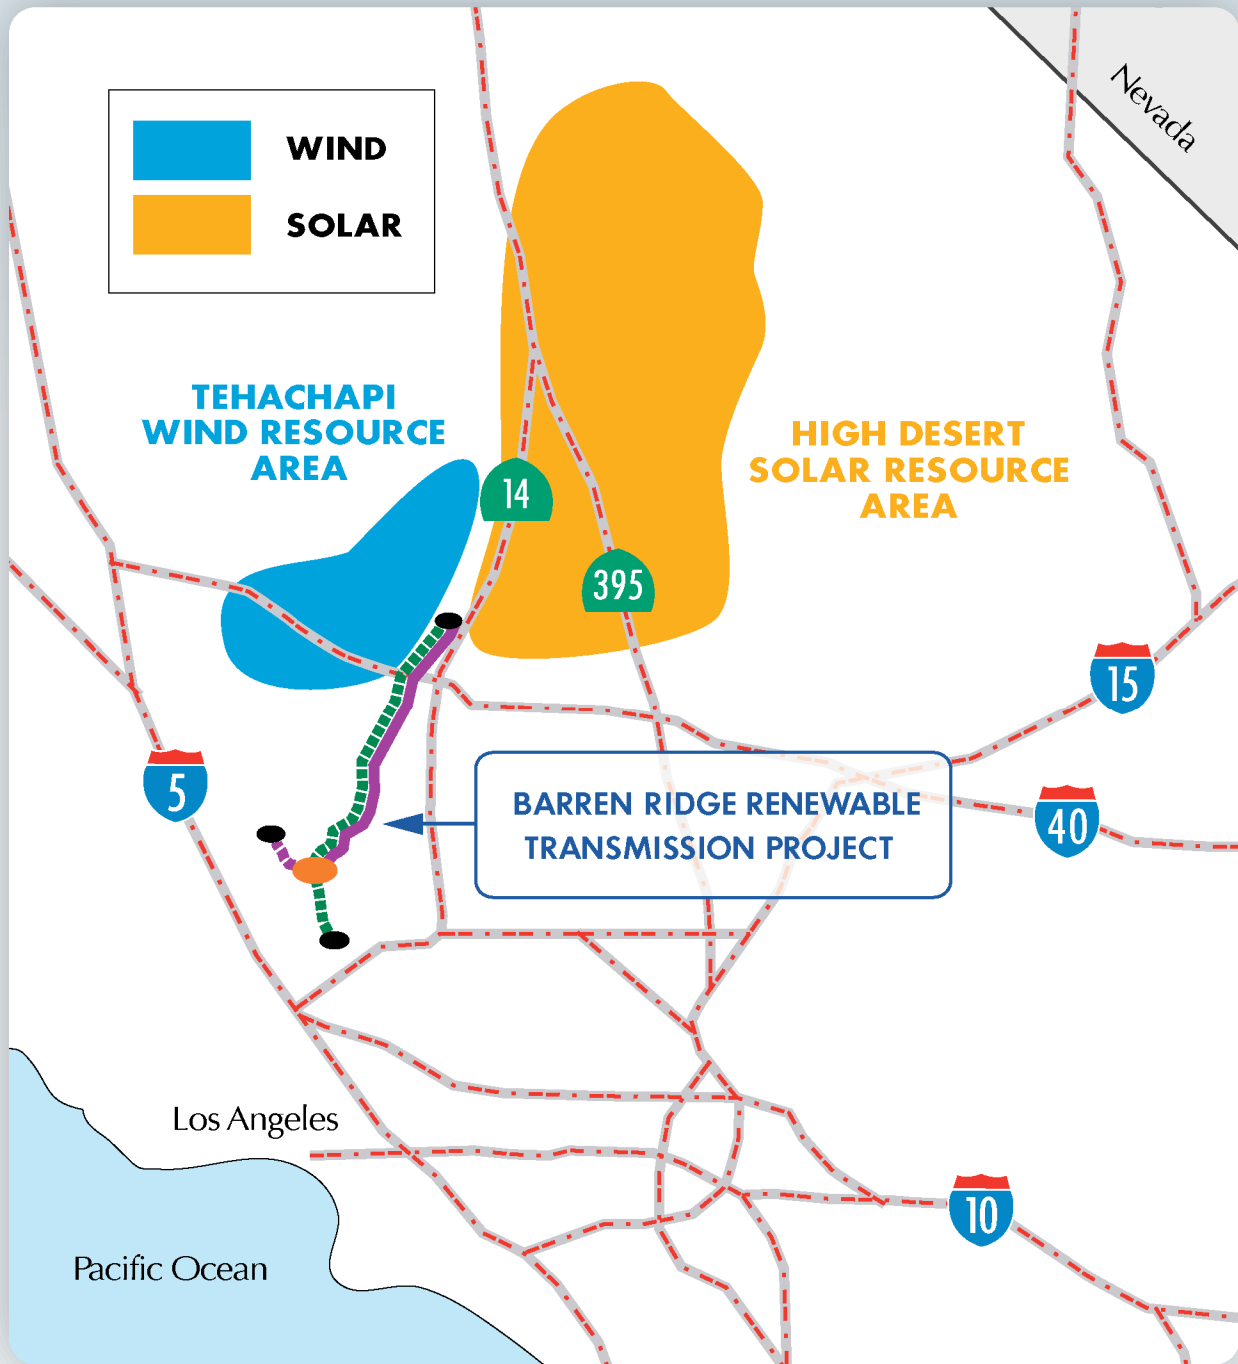 Nevada
WIND
SOLAR
TEHACHAPI
WIND RESOURCE
AREA
HIGH DESERT
SOLAR RESOURCE
AREA
14
395
15
5
40
BARREN RIDGE RENEWABLE
TRANSMISSION PROJECT
Los Angeles
10
Pacific Ocean